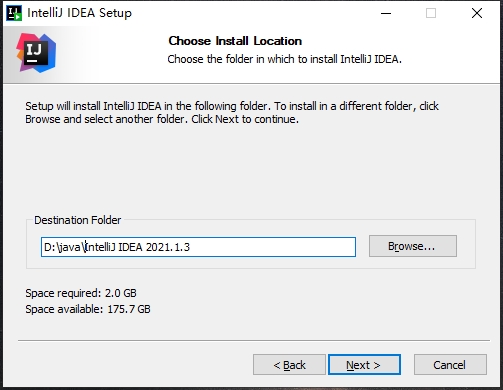 IntelliJ IDEA Setup
IJ
Choose Install Location
Choose the folder in which to install IntelliJ IDEA.
Setup will install IntelliJ IDEA in the following folder. To install in a different folder, click
Browse and select another folder. Click Next to continue.
Destination Folder
D:\java\IntelliJ IDEA 2021.1.3
Browse...
Space required: 2.0 GB
Space available: 175.7 GB
< Back
Next >
Cancel